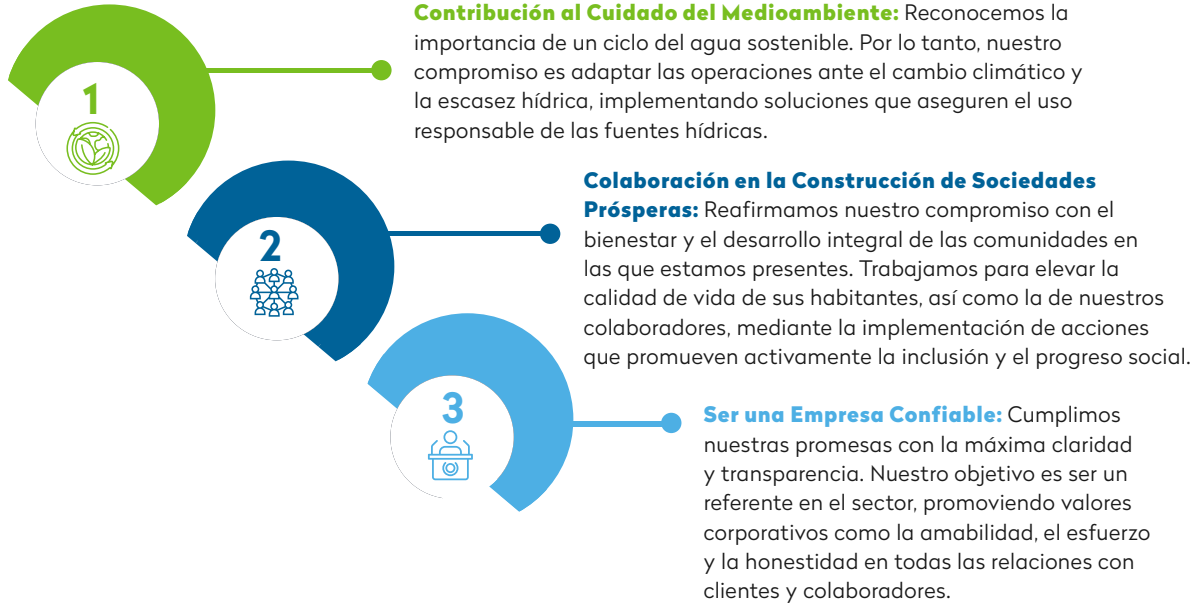 1
Contribución al Cuidado del Medioambiente: Reconocemos la
importancia de un ciclo del agua sostenible. Por lo tanto, nuestro
compromiso es adaptar las operaciones ante el cambio climático y
la escasez hídrica, implementando soluciones que aseguren el uso
responsable de las fuentes hídricas.
2
Colaboración en la Construcción de Sociedades
Prósperas: Reafirmamos nuestro compromiso con el
bienestar y el desarrollo integral de las comunidades en
las que estamos presentes. Trabajamos para elevar la
calidad de vida de sus habitantes, así como la de nuestros
colaboradores, mediante la implementación de acciones
que promueven activamente la inclusión y el progreso social.
3
Ser una Empresa Confiable: Cumplimos
nuestras promesas con la máxima claridad
y transparencia. Nuestro objetivo es ser un
referente en el sector, promoviendo valores
corporativos como la amabilidad, el esfuerzo
y la honestidad en todas las relaciones con
clientes y colaboradores.